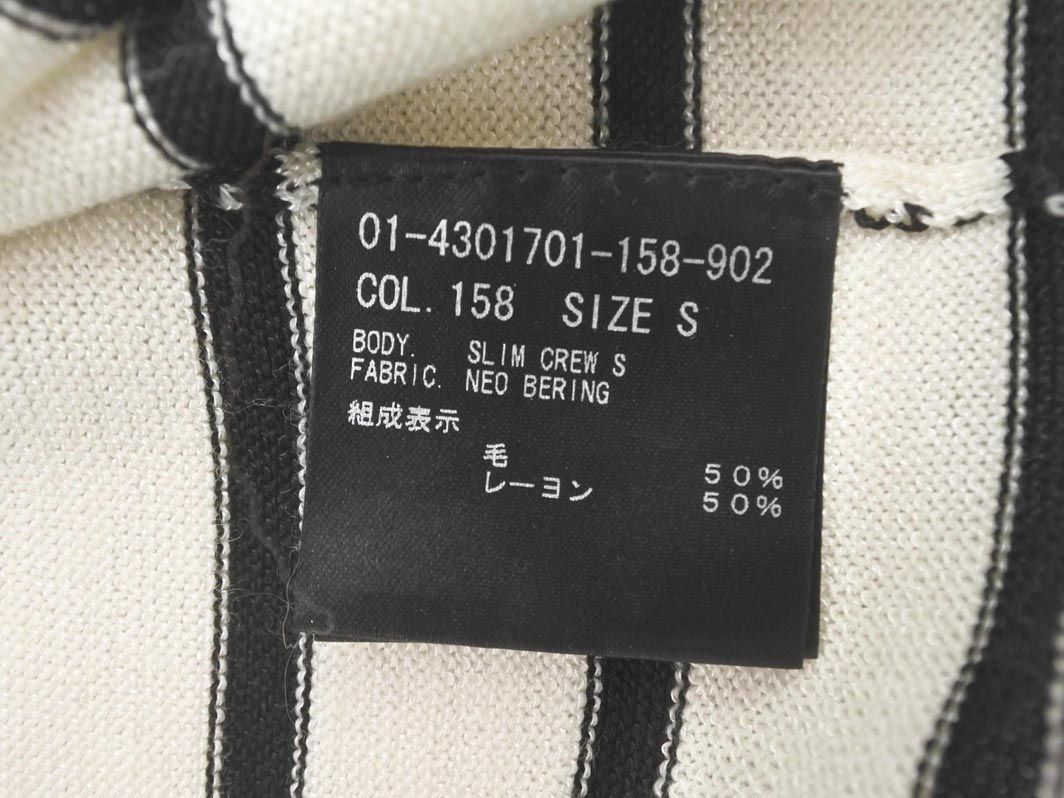 01-4301701-158-902
COL. 158 SIZE S
BODY. SLIM CREW S
FABRIC. NEO BERING
組成表示
毛 50%
レーヨン 50%